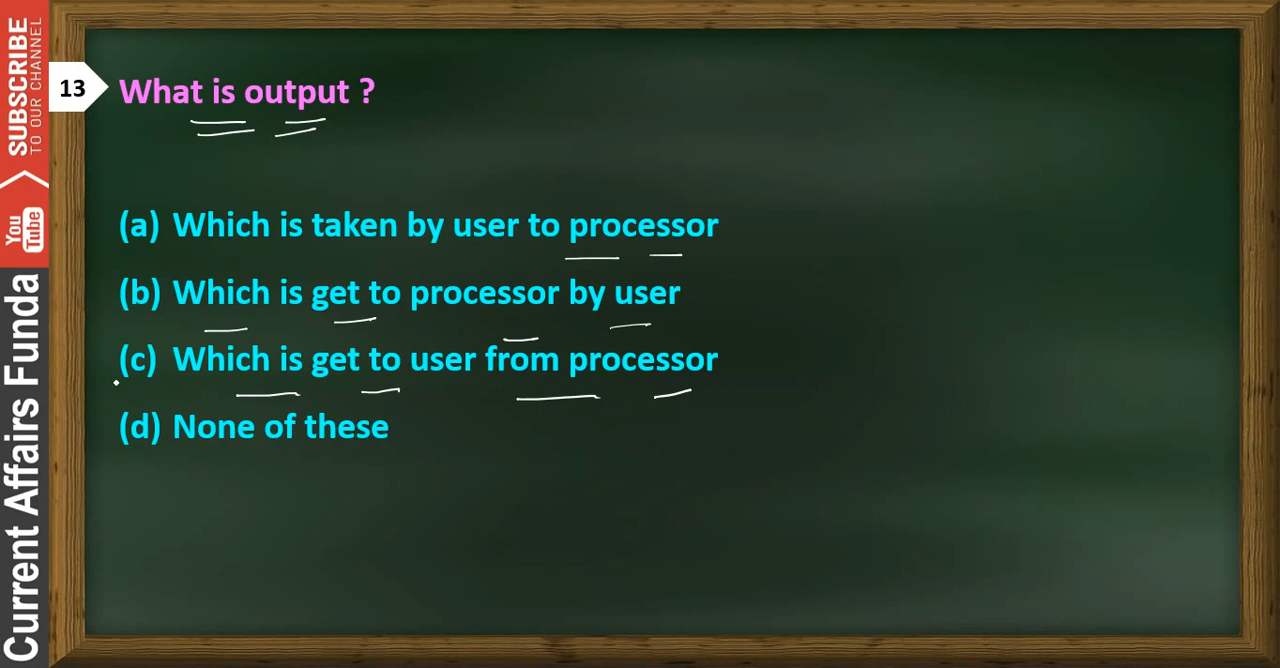 SUBSCRIBE
TO OUR CHANNEL
You
Tube
Current Affairs Funda
13
What is output ?
(a) Which is taken by user to processor
(b) Which is get to processor by user
(c) Which is get to user from processor
(d) None of these